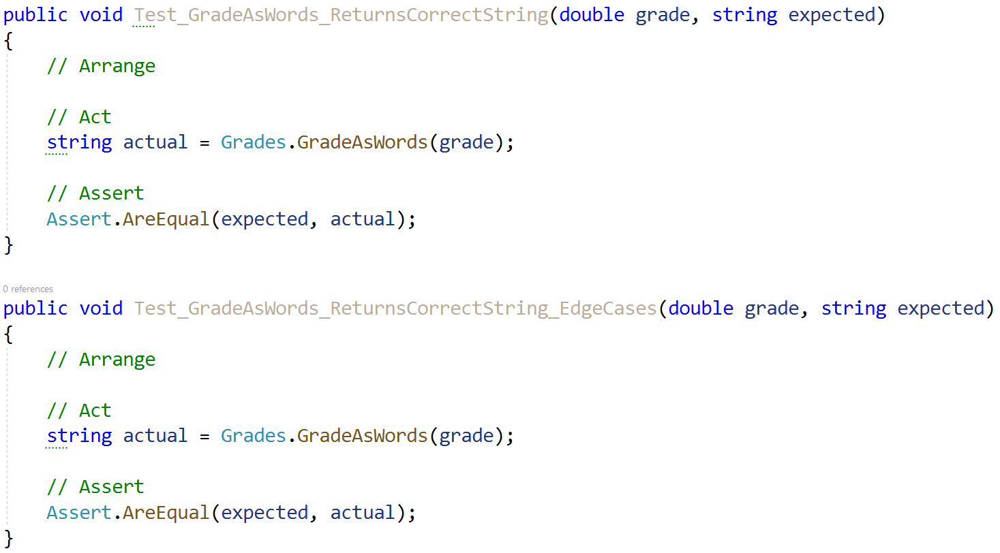 public void Test_GradeAsWords_ReturnsCorrectString(double grade, string expected)
{
    // Arrange

    // Act
    string actual = Grades.GradeAsWords(grade);

    // Assert
    Assert.AreEqual(expected, actual);
}

0 references
public void Test_GradeAsWords_ReturnsCorrectString_EdgeCases(double grade, string expected)
{
    // Arrange

    // Act
    string actual = Grades.GradeAsWords(grade);

    // Assert
    Assert.AreEqual(expected, actual);
}